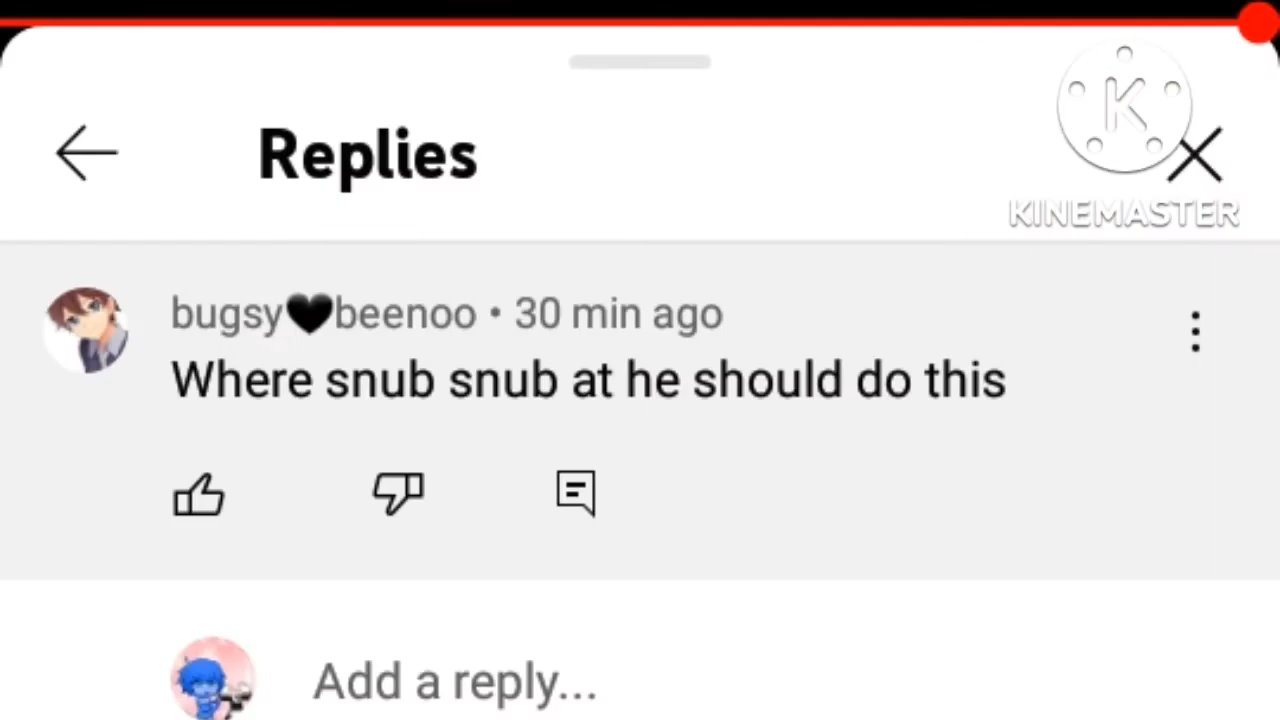 Replies
K
KINEMASTER
bugsy🖤beenoo • 30 min ago
Where snub snub at he should do this
Add a reply...